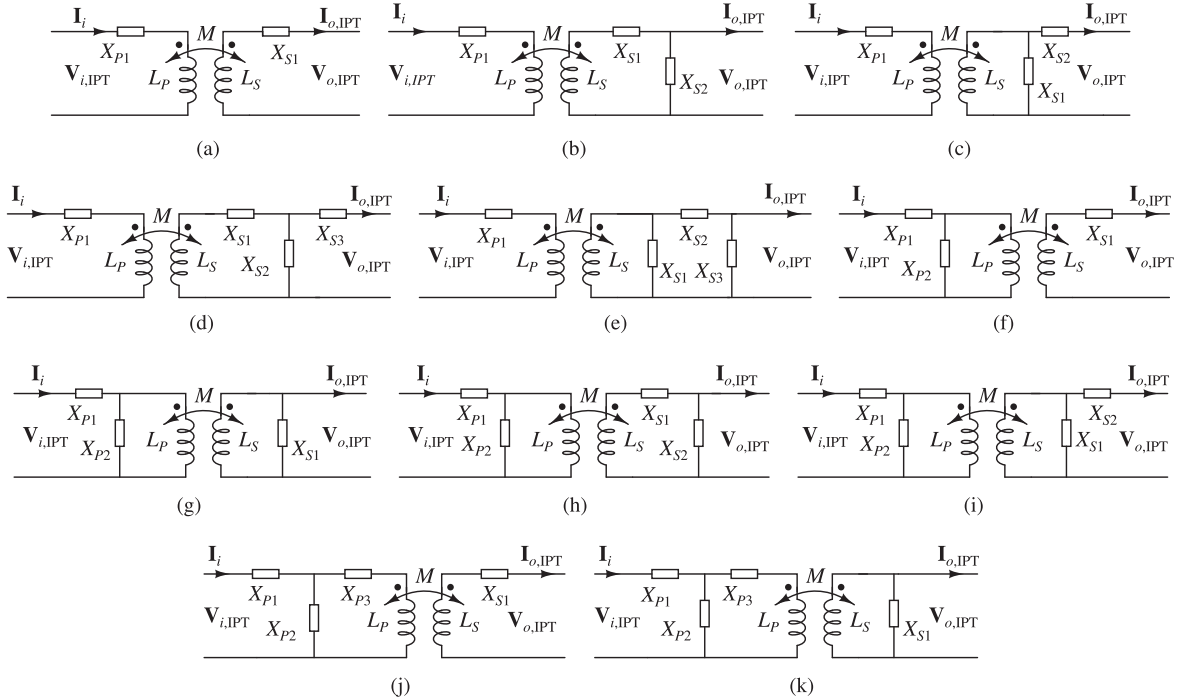 I_i M I_o,IPT
X_P1 X_S1
V_i,IPT L_P L_S V_o,IPT
(a)
I_i M I_o,IPT
X_P1 X_S1
V_i,IPT L_P L_S X_S2 V_o,IPT
(b)
I_i M I_o,IPT
X_P1 X_S2
V_i,IPT L_P L_S X_S1 V_o,IPT
(c)
I_i M I_o,IPT
X_P1 X_S1 X_S3
V_i,IPT L_P L_S X_S2 V_o,IPT
(d)
I_i M I_o,IPT
X_P1 X_S2
V_i,IPT L_P L_S X_S1 X_S3 V_o,IPT
(e)
I_i M I_o,IPT
X_P1 X_S1
V_i,IPT X_P2 L_P L_S V_o,IPT
(f)
I_i M I_o,IPT
X_P1
V_i,IPT X_P2 L_P L_S X_S1 V_o,IPT
(g)
I_i M I_o,IPT
X_P1 X_S1
V_i,IPT X_P2 L_P L_S X_S2 V_o,IPT
(h)
I_i M I_o,IPT
X_P1 X_S2
V_i,IPT X_P2 L_P L_S X_S1 V_o,IPT
(i)
I_i M I_o,IPT
X_P1 X_P3 X_S1
V_i,IPT X_P2 L_P L_S V_o,IPT
(j)
I_i M I_o,IPT
X_P1 X_P3
V_i,IPT X_P2 L_P L_S X_S1 V_o,IPT
(k)